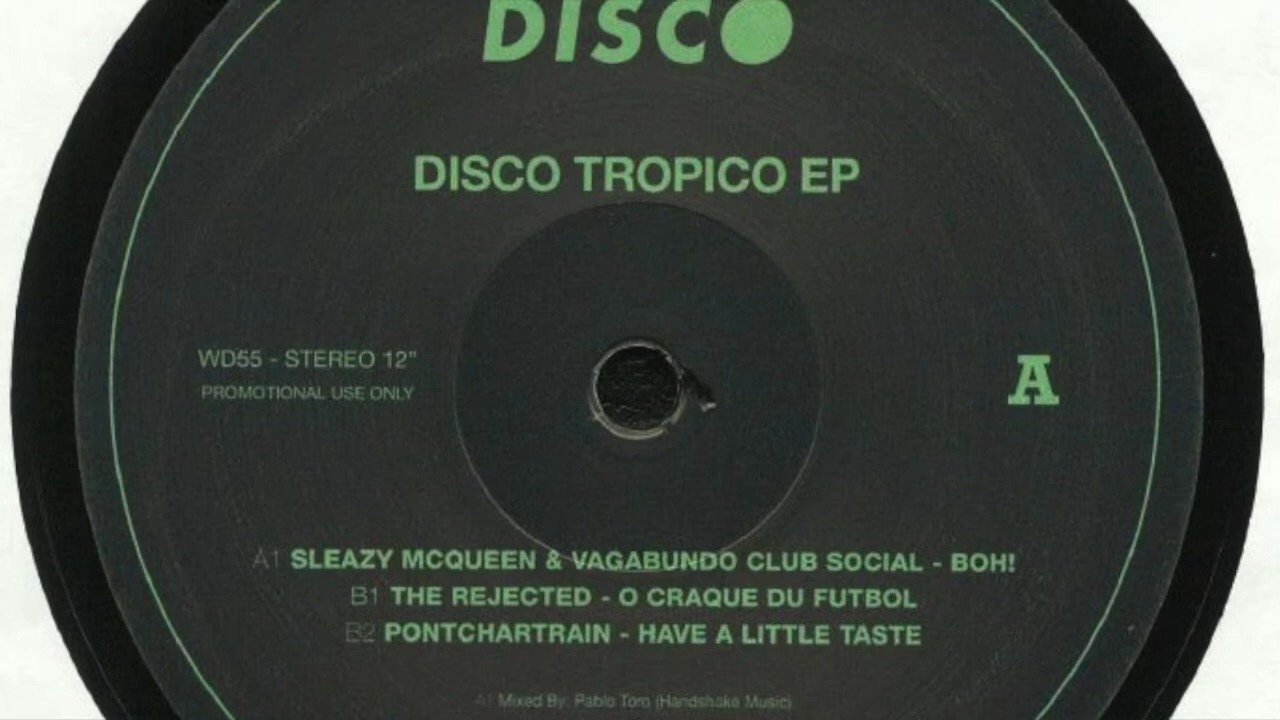 DISCO
DISCO TROPICO EP
WD55 - STEREO 12"
PROMOTIONAL USE ONLY
A
A1 SLEAZY MCQUEEN & VAGABUNDO CLUB SOCIAL - BOH!
B1 THE REJECTED - O CRAQUE DU FUTBOL
B2 PONTCHARTRAIN - HAVE A LITTLE TASTE
A1 Mixed By: Pablo Toro (Handshake Music)